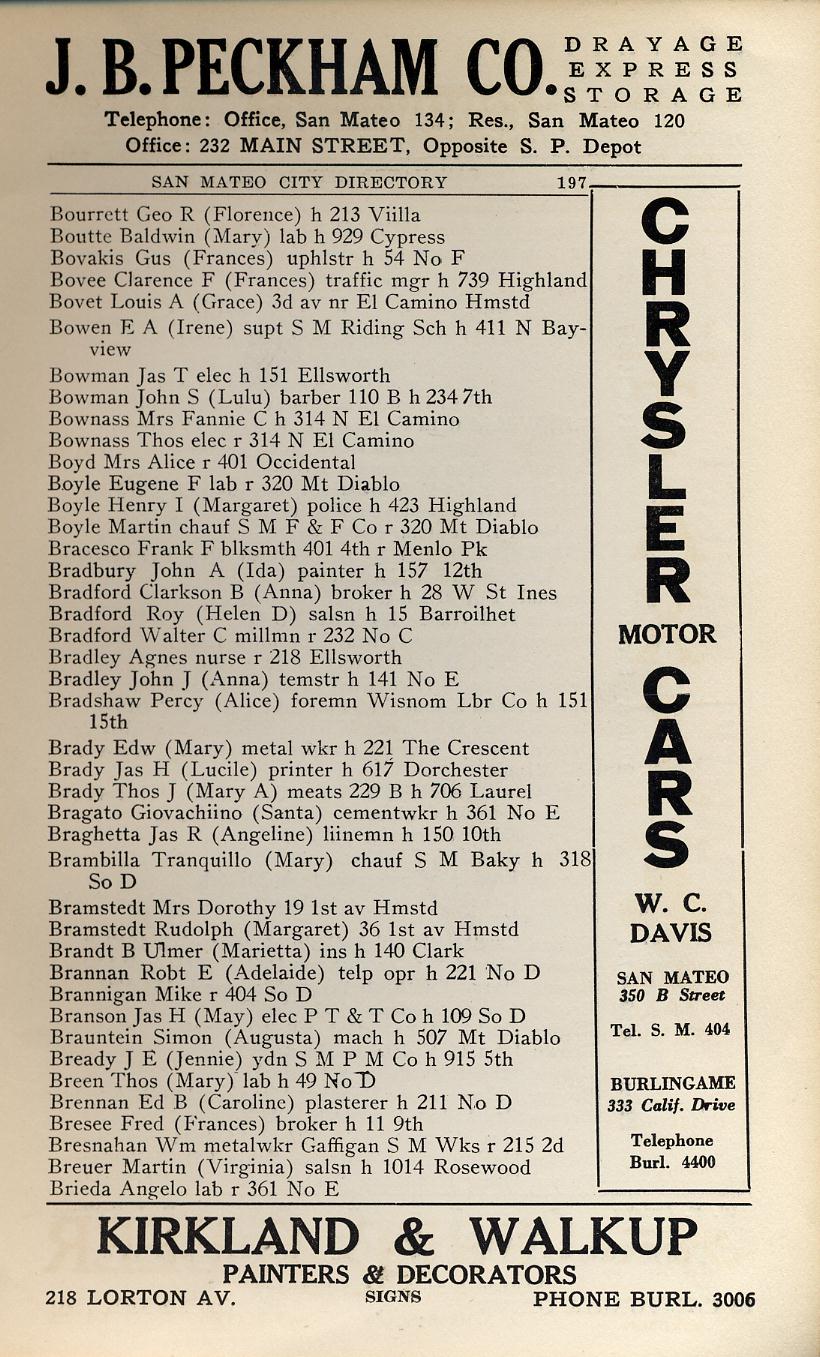 J. B. PECKHAM CO.
DRAYAGE
EXPRESS
STORAGE
Telephone: Office, San Mateo 134; Res., San Mateo 120
Office: 232 MAIN STREET, Opposite S. P. Depot
SAN MATEO CITY DIRECTORY 197
Bourrett Geo R (Florence) h 213 Viilla
Boutte Baldwin (Mary) lab h 929 Cypress
Bovakis Gus (Frances) uphlstr h 54 No F
Bovee Clarence F (Frances) traffic mgr h 739 Highland
Bovet Louis A (Grace) 3d av nr El Camino Hmstd
Bowen E A (Irene) supt S M Riding Sch h 411 N Bay-
view
Bowman Jas T elec h 151 Ellsworth
Bowman John S (Lulu) barber 110 B h 234 7th
Bownass Mrs Fannie C h 314 N El Camino
Bownass Thos elec r 314 N El Camino
Boyd Mrs Alice r 401 Occidental
Boyle Eugene F lab r 320 Mt Diablo
Boyle Henry I (Margaret) police h 423 Highland
Boyle Martin chauf S M F & F Co r 320 Mt Diablo
Bracesco Frank F blksmth 401 4th r Menlo Pk
Bradbury John A (Ida) painter h 157 12th
Bradford Clarkson B (Anna) broker h 28 W St Ines
Bradford Roy (Helen D) salsn h 15 Barroilhet
Bradford Walter C millmn r 232 No C
Bradley Agnes nurse r 218 Ellsworth
Bradley John J (Anna) temstr h 141 No E
Bradshaw Percy (Alice) foremn Wisnom Lbr Co h 151
15th
Brady Edw (Mary) metal wkr h 221 The Crescent
Brady Jas H (Lucile) printer h 617 Dorchester
Brady Thos J (Mary A) meats 229 B h 706 Laurel
Bragato Giovachiino (Santa) cementwkr h 361 No E
Braghetta Jas R (Angeline) liinemn h 150 10th
Brambilla Tranquillo (Mary) chauf S M Baky h 318
So D
Bramstedt Mrs Dorothy 19 1st av Hmstd
Bramstedt Rudolph (Margaret) 36 1st av Hmstd
Brandt B Ulmer (Marietta) ins h 140 Clark
Brannan Robt E (Adelaide) telp opr h 221 No D
Brannigan Mike r 404 So D
Branson Jas H (May) elec P T & T Co h 109 So D
Brauntein Simon (Augusta) mach h 507 Mt Diablo
Bready J E (Jennie) ydn S M P M Co h 915 5th
Breen Thos (Mary) lab h 49 No D
Brennan Ed B (Caroline) plasterer h 211 No D
Bresee Fred (Frances) broker h 11 9th
Bresnahan Wm metalwkr Gaffigan S M Wks r 215 2d
Breuer Martin (Virginia) salsn h 1014 Rosewood
Brieda Angelo lab r 361 No E
CHRYSLER
MOTOR
CARS
W. C.
DAVIS
SAN MATEO
350 B Street
Tel. S. M. 404
BURLINGAME
333 Calif. Drive
Telephone
Burl. 4400
KIRKLAND & WALKUP
PAINTERS & DECORATORS
218 LORTON AV. SIGNS PHONE BURL. 3006